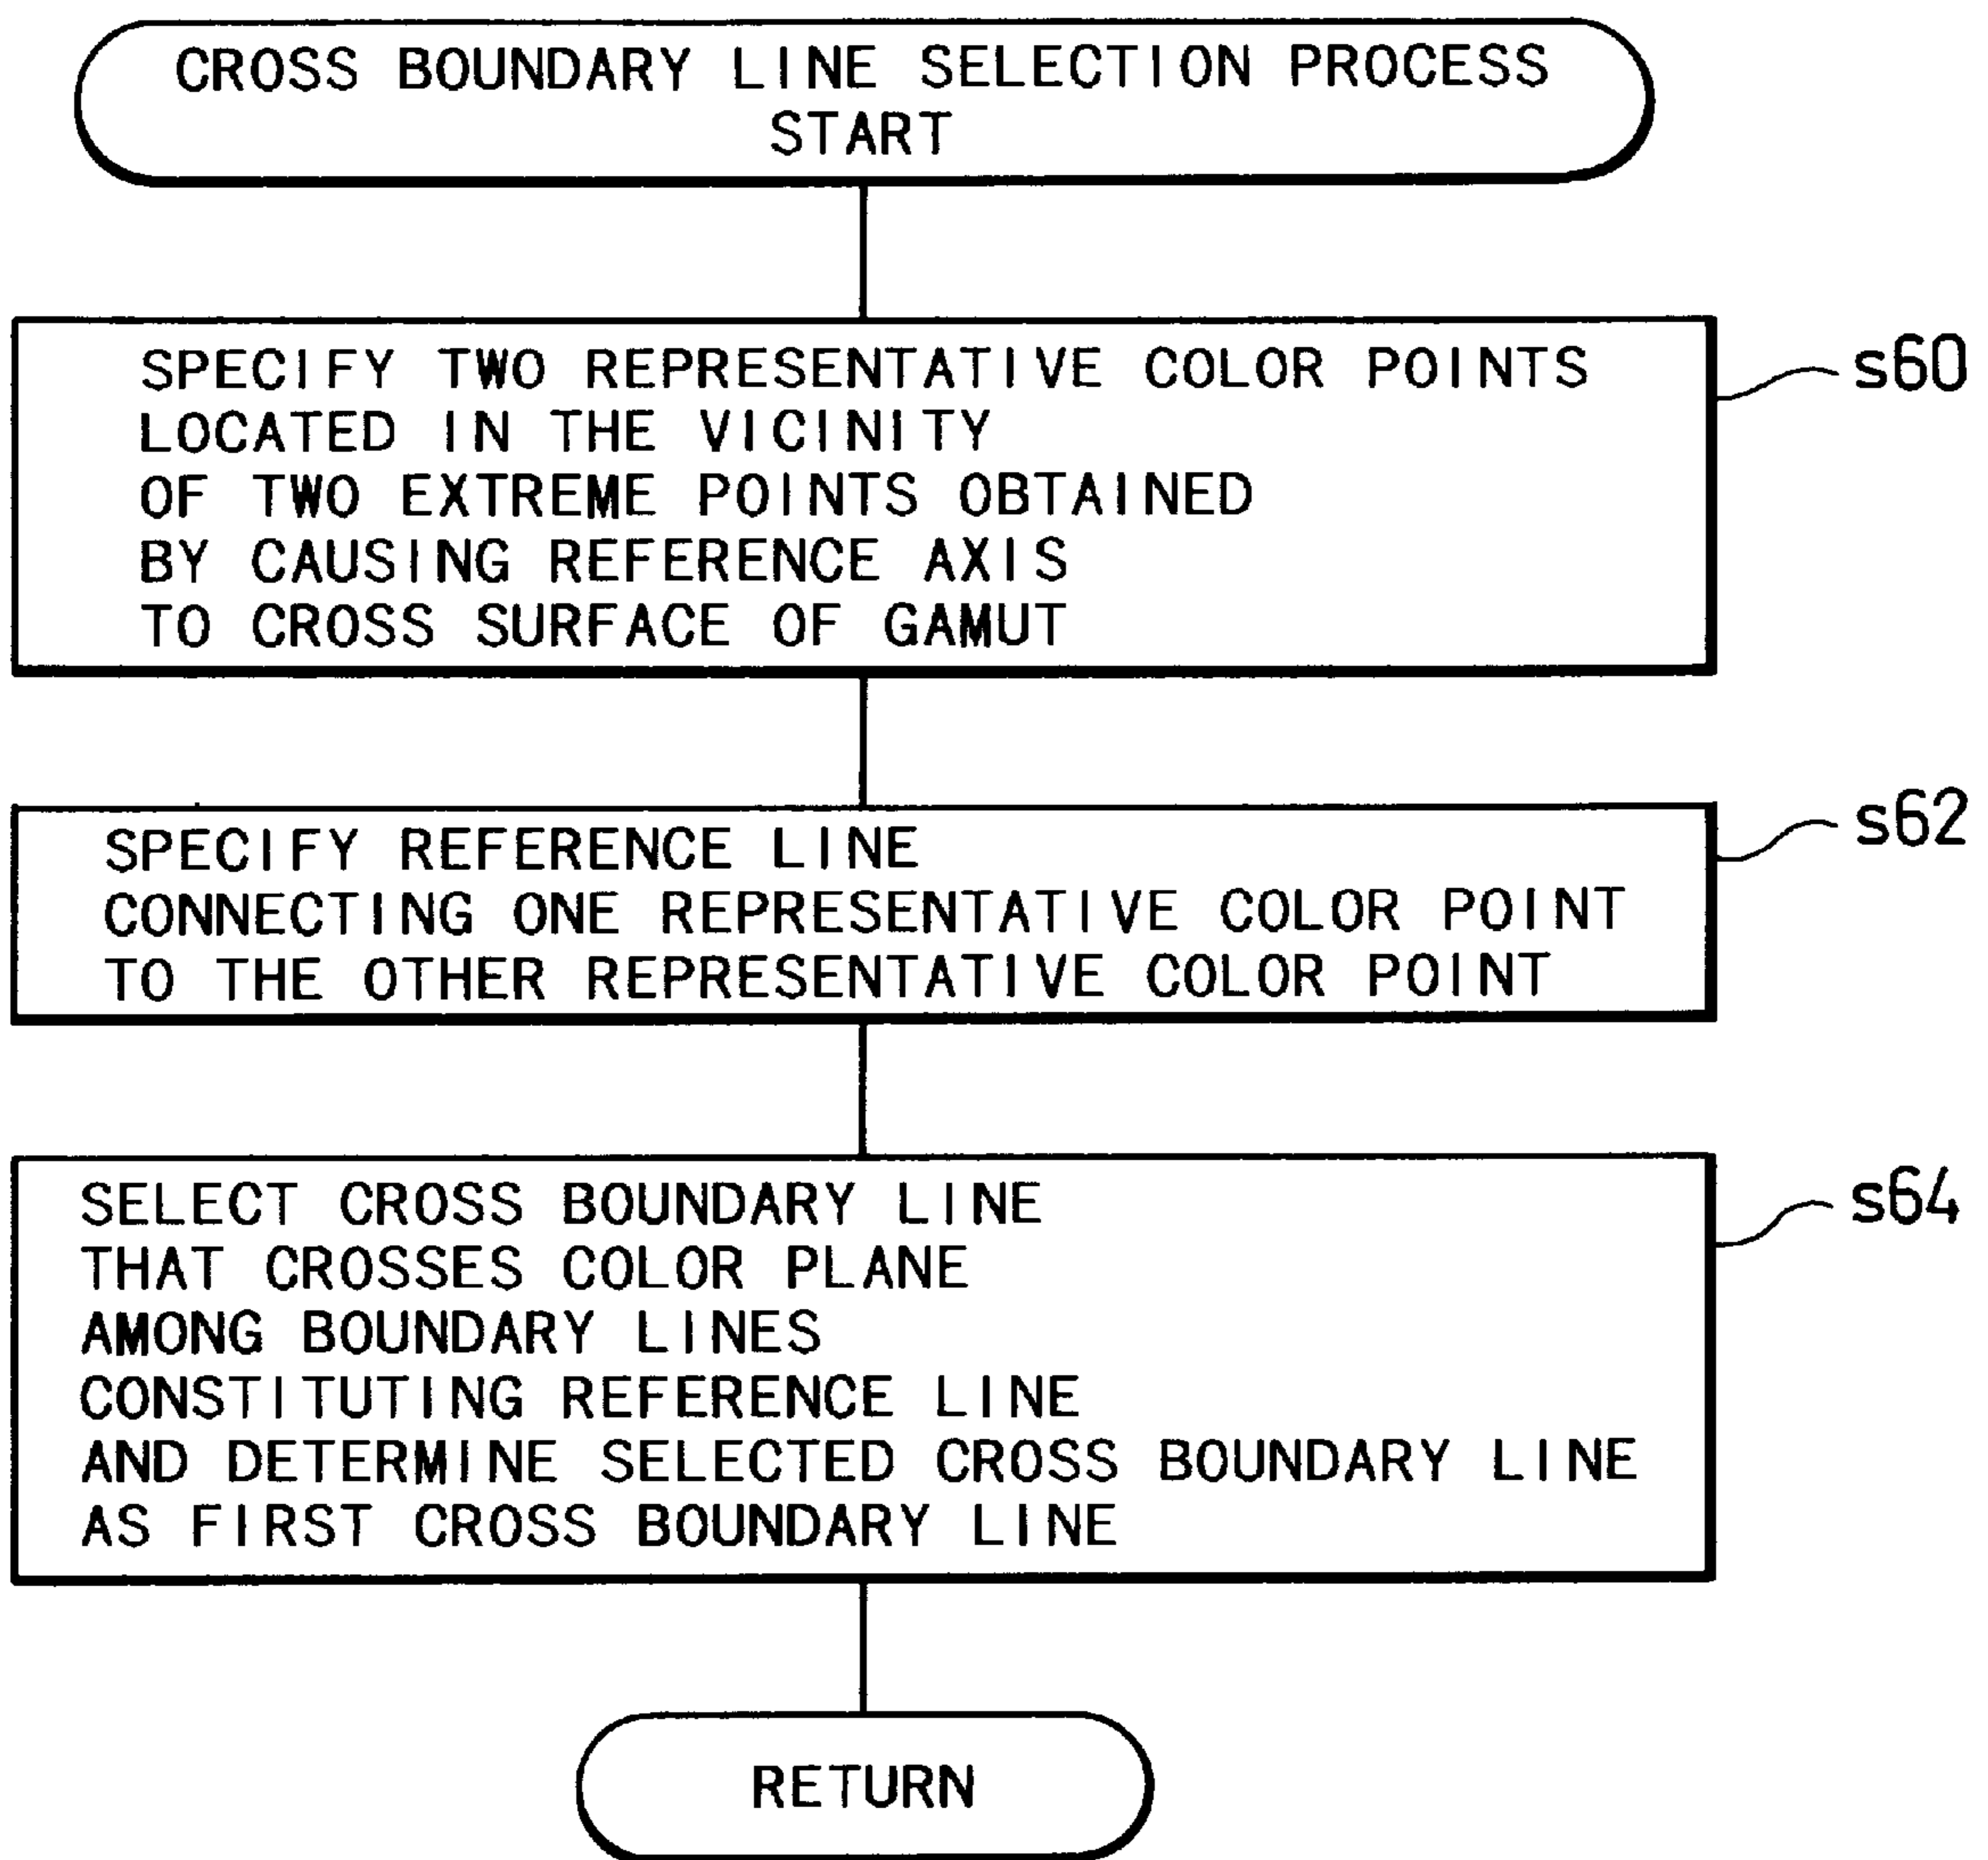 CROSS BOUNDARY LINE SELECTION PROCESS
START
SPECIFY TWO REPRESENTATIVE COLOR POINTS
LOCATED IN THE VICINITY
OF TWO EXTREME POINTS OBTAINED
BY CAUSING REFERENCE AXIS
TO CROSS SURFACE OF GAMUT
s60
SPECIFY REFERENCE LINE
CONNECTING ONE REPRESENTATIVE COLOR POINT
TO THE OTHER REPRESENTATIVE COLOR POINT
s62
SELECT CROSS BOUNDARY LINE
THAT CROSSES COLOR PLANE
AMONG BOUNDARY LINES
CONSTITUTING REFERENCE LINE
AND DETERMINE SELECTED CROSS BOUNDARY LINE
AS FIRST CROSS BOUNDARY LINE
s64
RETURN